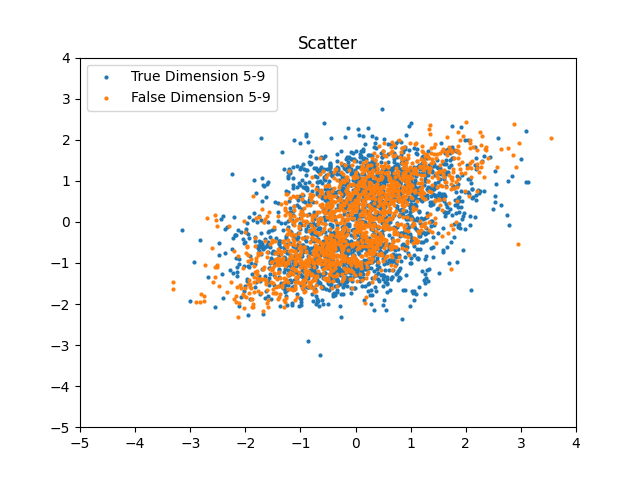 Scatter
True Dimension 5-9
False Dimension 5-9
4
3
2
1
0
−1
−2
−3
−4
−5
−5 −4 −3 −2 −1 0 1 2 3 4